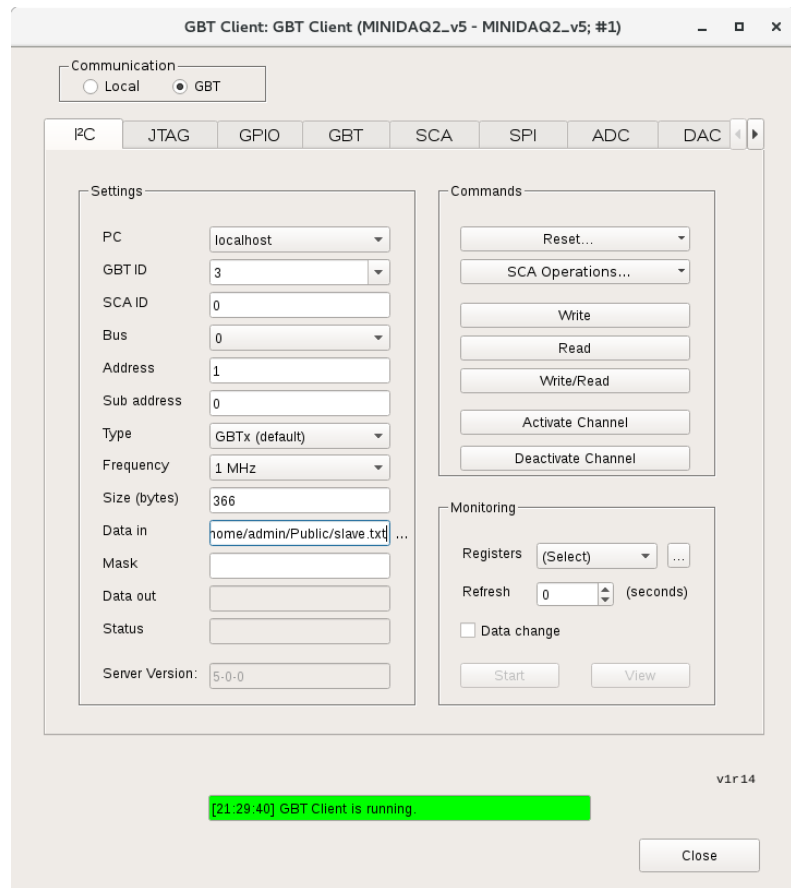 GBT Client: GBT Client (MINIDAQ2_v5 - MINIDAQ2_v5; #1)
Communication
Local GBT
I²C JTAG GPIO GBT SCA SPI ADC DAC
Settings
PC localhost
GBT ID 3
SCA ID 0
Bus 0
Address 1
Sub address 0
Type GBTx (default)
Frequency 1 MHz
Size (bytes) 366
Data in home/admin/Public/slave.txt ...
Mask
Data out
Status
Server Version: 5-0-0
Commands
Reset...
SCA Operations...
Write
Read
Write/Read
Activate Channel
Deactivate Channel
Monitoring
Registers (Select) ...
Refresh 0 (seconds)
Data change
Start View
v1r14
[21:29:40] GBT Client is running.
Close